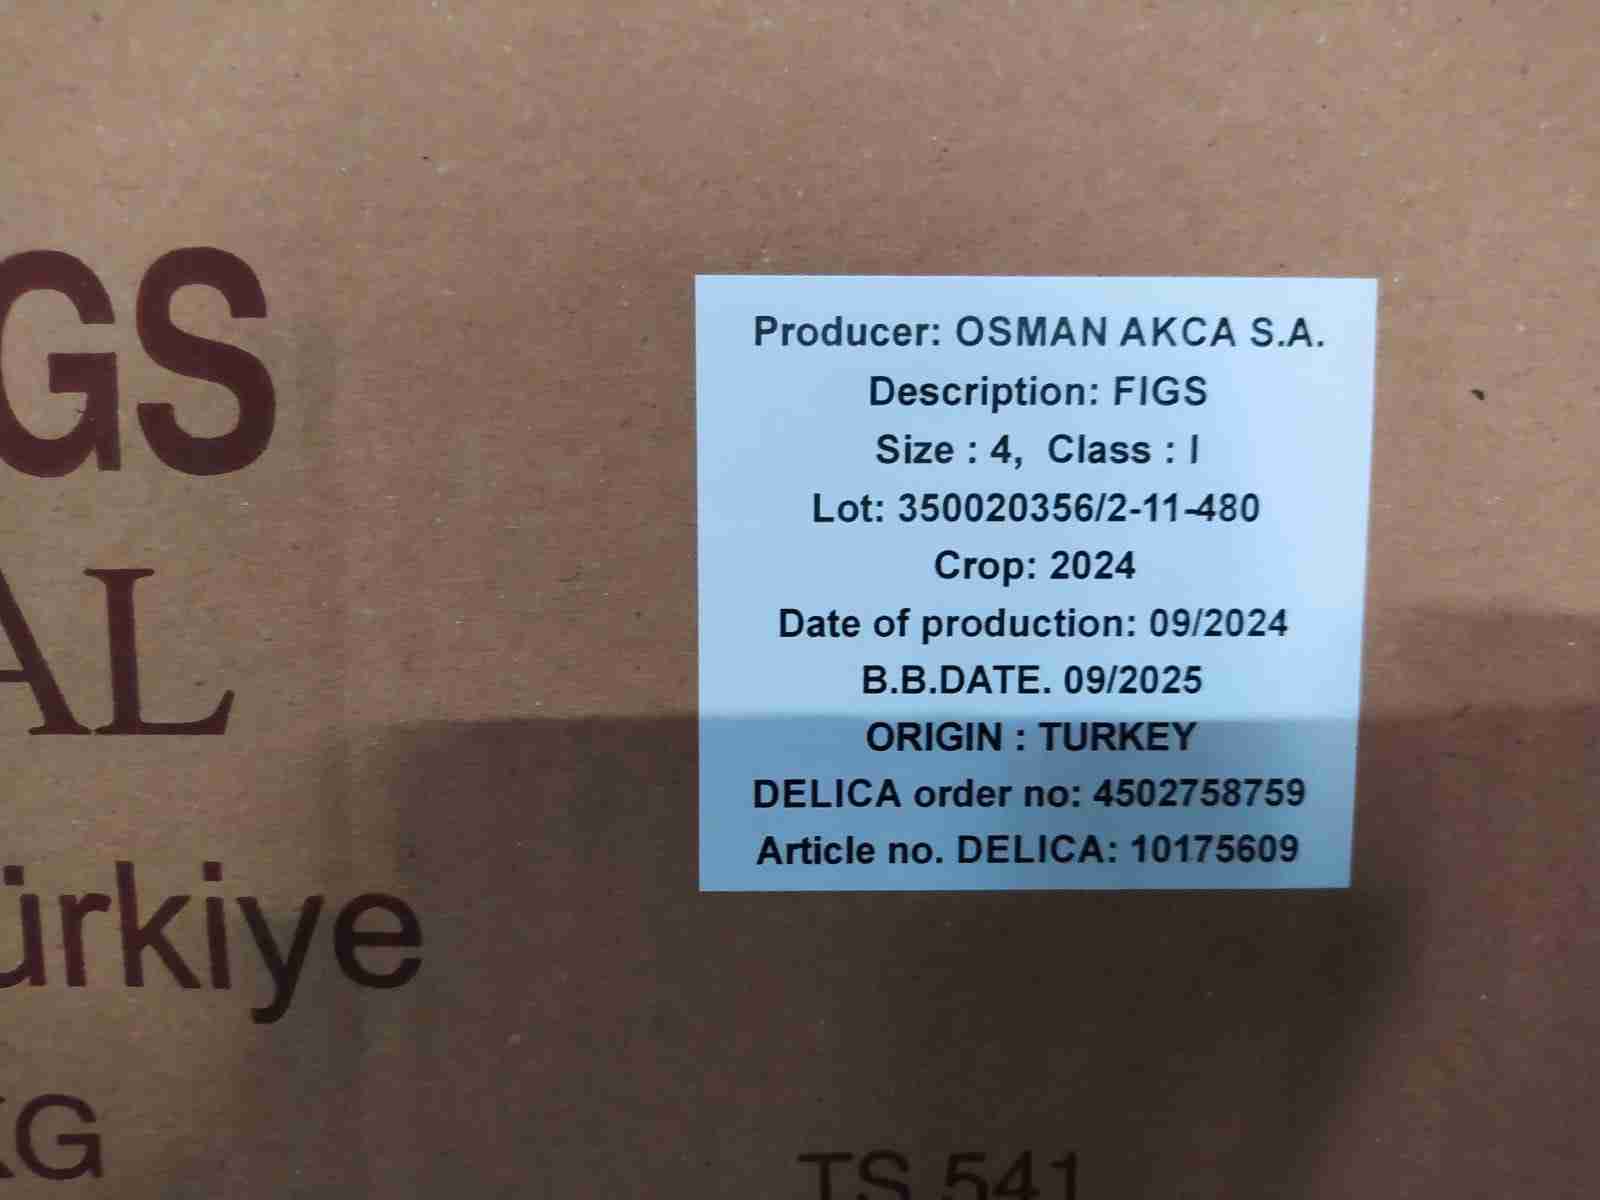 GS
AL
ürkiye
KG
Producer: OSMAN AKCA S.A.
Description: FIGS
Size : 4,  Class : I
Lot: 350020356/2-11-480
Crop: 2024
Date of production: 09/2024
B.B.DATE. 09/2025
ORIGIN : TURKEY
DELICA order no: 4502758759
Article no. DELICA: 10175609
TS 541